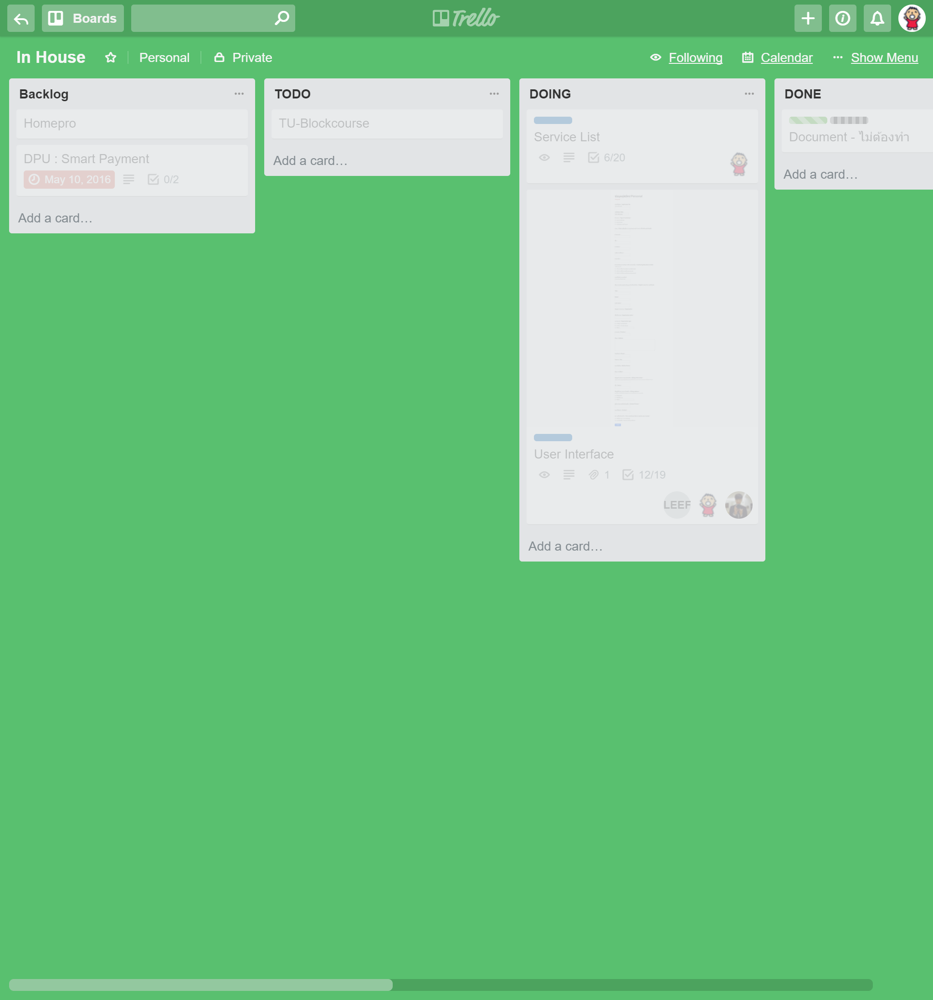 Boards
Trello
In House
Personal
Private
Following
Calendar
Show Menu
Backlog
Homepro
DPU : Smart Payment
May 10, 2016
0/2
Add a card…
TODO
TU-Blockcourse
Add a card…
DOING
Service List
6/20
User Interface
1
12/19
LEEF
Add a card…
DONE
Document - ไม่ต้องทำ
Add a card…